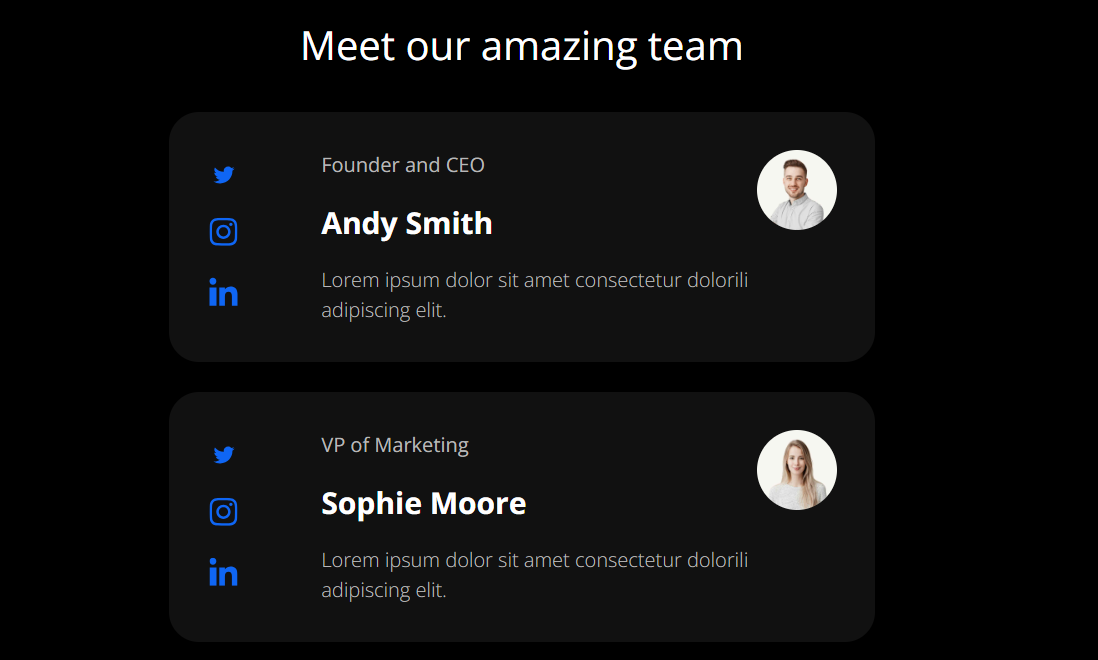 Meet our amazing team
Founder and CEO
Andy Smith
Lorem ipsum dolor sit amet consectetur dolorili
adipiscing elit.
VP of Marketing
Sophie Moore
Lorem ipsum dolor sit amet consectetur dolorili
adipiscing elit.